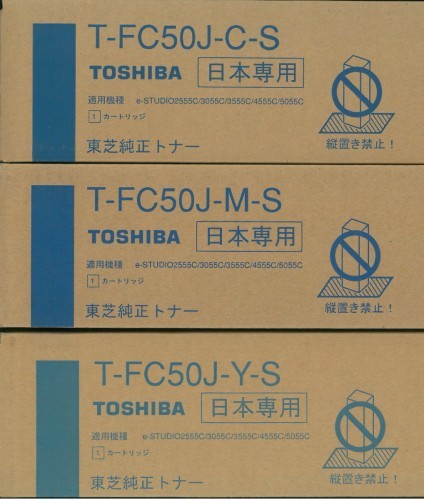 T-FC50J-C-S
TOSHIBA 日本専用
適用機種 e-STUDIO2555C/3055C/3555C/4555C/5055C
1 カートリッジ
東芝純正トナー
縦置き禁止!
T-FC50J-M-S
TOSHIBA 日本専用
適用機種 e-STUDIO2555C/3055C/3555C/4555C/5055C
1 カートリッジ
東芝純正トナー
縦置き禁止!
T-FC50J-Y-S
TOSHIBA 日本専用
適用機種 e-STUDIO2555C/3055C/3555C/4555C/5055C
1 カートリッジ
東芝純正トナー
縦置き禁止!